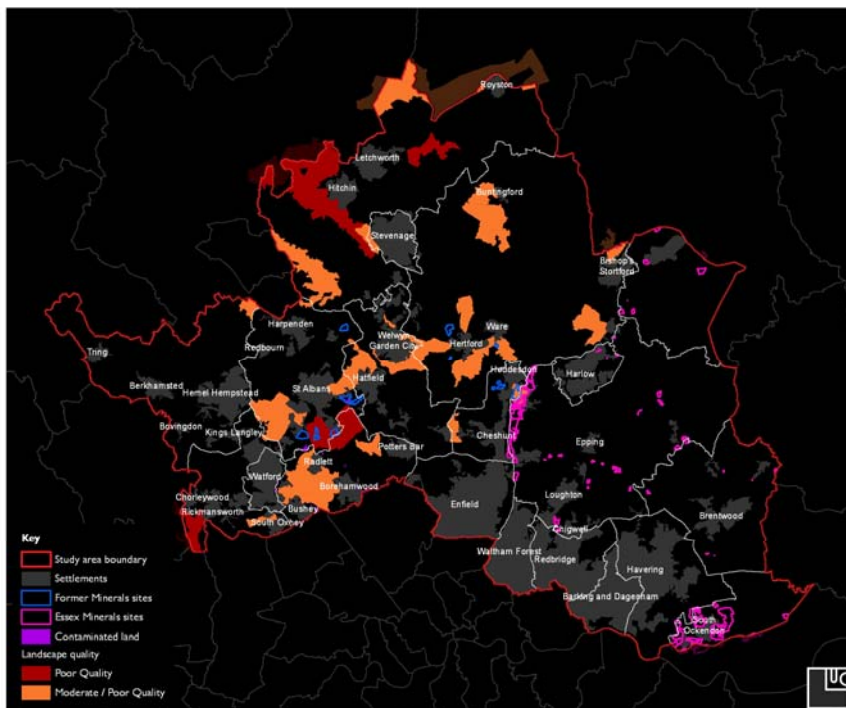 Royston
Letchworth
Hitchin
Buntingford
Stevenage
Bishop's
Stortford
Harpenden
Redbourn
Welwyn
Garden City
Ware
Hertford
Tring
Berkhamsted
Hemel Hempstead
St Albans
Hatfield
Hoddesdon
Harlow
Bovingdon
Kings Langley
Potters Bar
Cheshunt
Epping
Watford
Radlett
Chorleywood
Rickmansworth
Borehamwood
Bushey
South Oxhey
Enfield
Loughton
Chigwell
Brentwood
Waltham Forest
Redbridge
Havering
Barking and Dagenham
South
Ockendon
Key
Study area boundary
Settlements
Former Minerals sites
Essex Minerals sites
Contaminated land
Landscape quality
Poor Quality
Moderate / Poor Quality